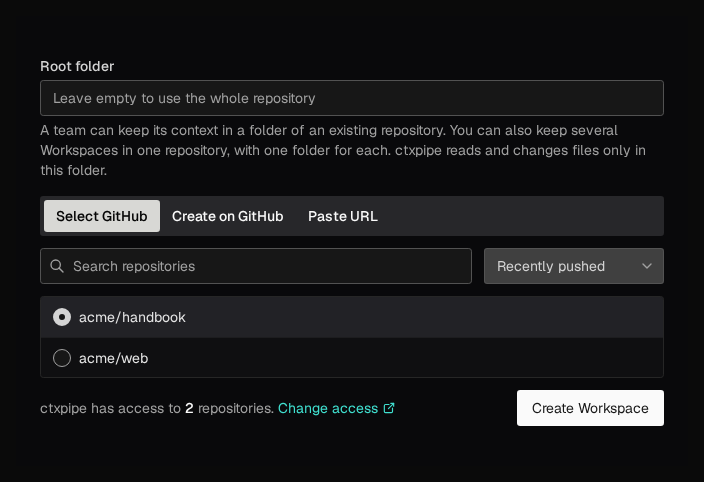 Root folder
Leave empty to use the whole repository
A team can keep its context in a folder of an existing repository. You can also keep several
Workspaces in one repository, with one folder for each. ctxpipe reads and changes files only in
this folder.
Select GitHub Create on GitHub Paste URL
Search repositories Recently pushed
acme/handbook
acme/web
ctxpipe has access to 2 repositories. Change access Create Workspace